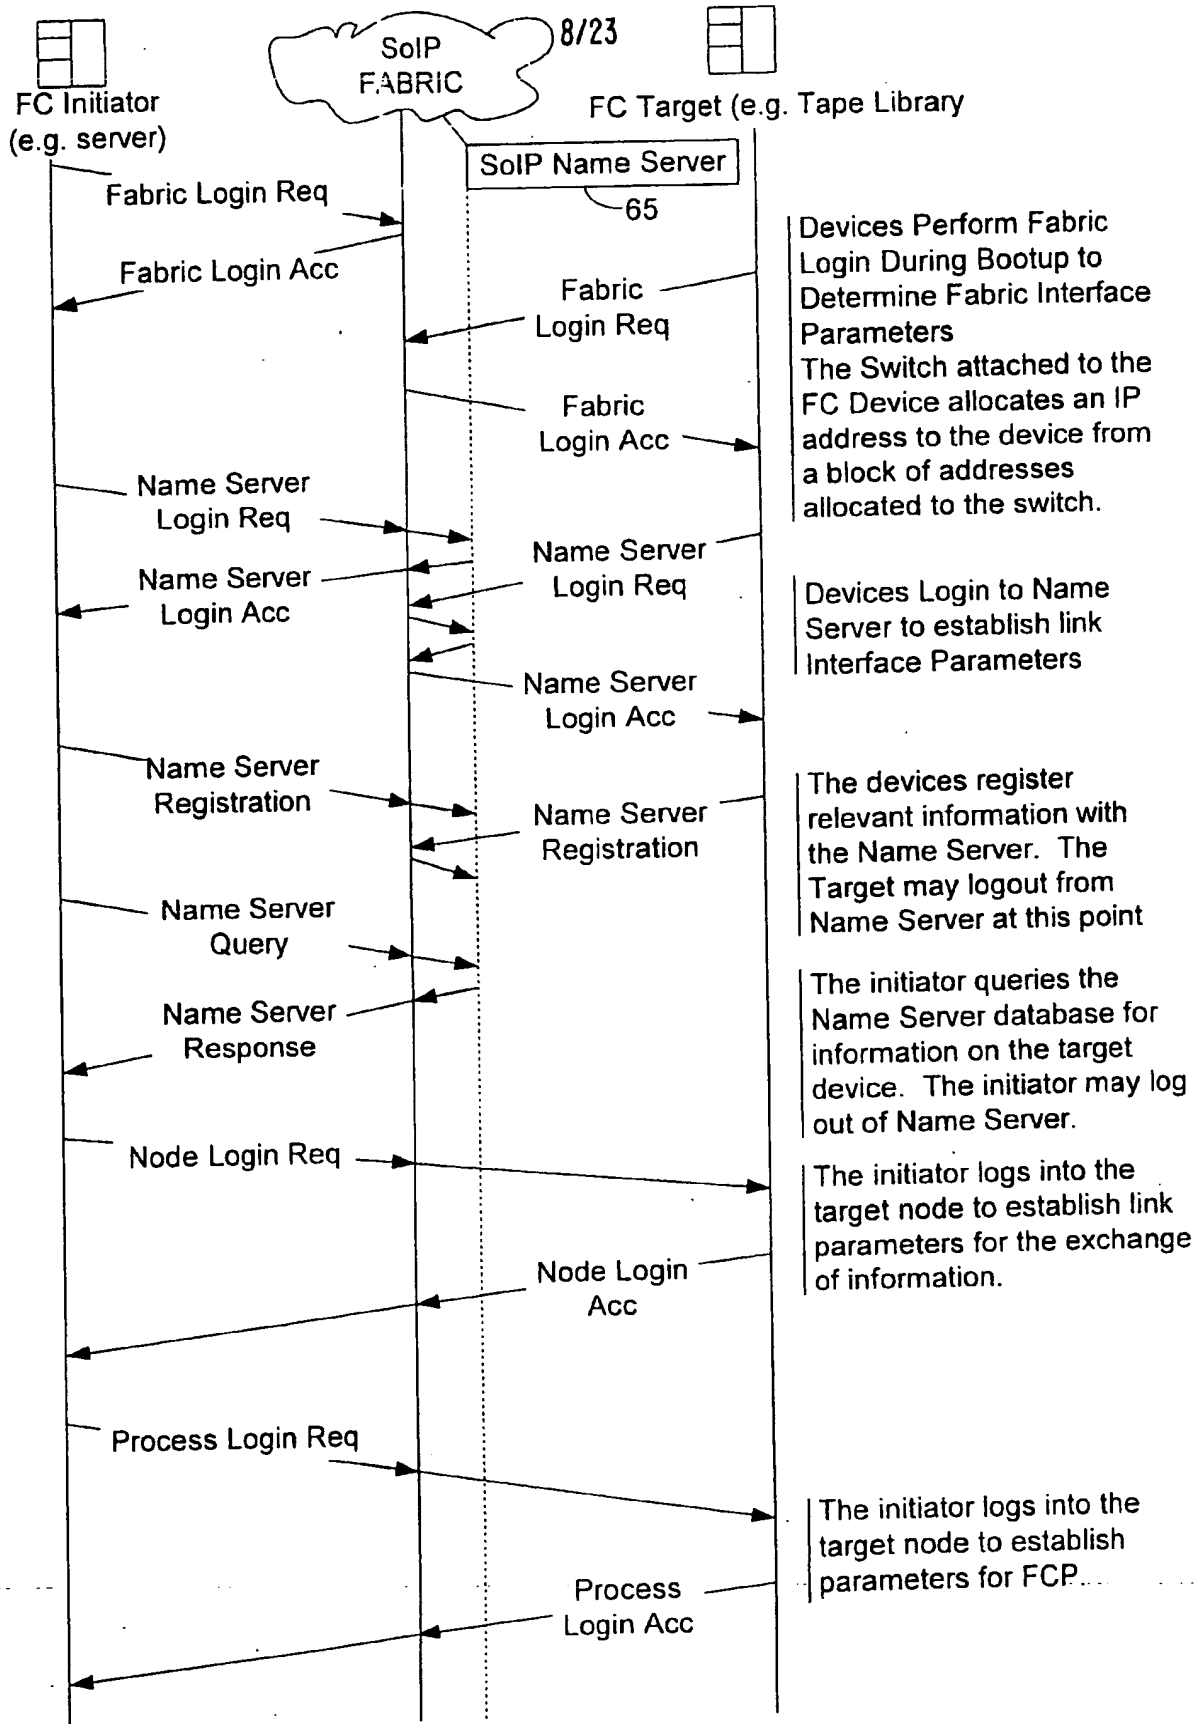 8/23
SoIP
FABRIC
FC Initiator
(e.g. server)
FC Target (e.g. Tape Library
SoIP Name Server
65
Fabric Login Req
Fabric Login Acc
Fabric
Login Req
Fabric
Login Acc
Devices Perform Fabric
Login During Bootup to
Determine Fabric Interface
Parameters
The Switch attached to the
FC Device allocates an IP
address to the device from
a block of addresses
allocated to the switch.
Name Server
Login Req
Name Server
Login Acc
Name Server
Login Req
Name Server
Login Acc
Devices Login to Name
Server to establish link
Interface Parameters
Name Server
Registration
Name Server
Registration
The devices register
relevant information with
the Name Server. The
Target may logout from
Name Server at this point
Name Server
Query
Name Server
Response
The initiator queries the
Name Server database for
information on the target
device. The initiator may log
out of Name Server.
Node Login Req
Node Login
Acc
The initiator logs into the
target node to establish link
parameters for the exchange
of information.
Process Login Req
Process
Login Acc
The initiator logs into the
target node to establish
parameters for FCP.